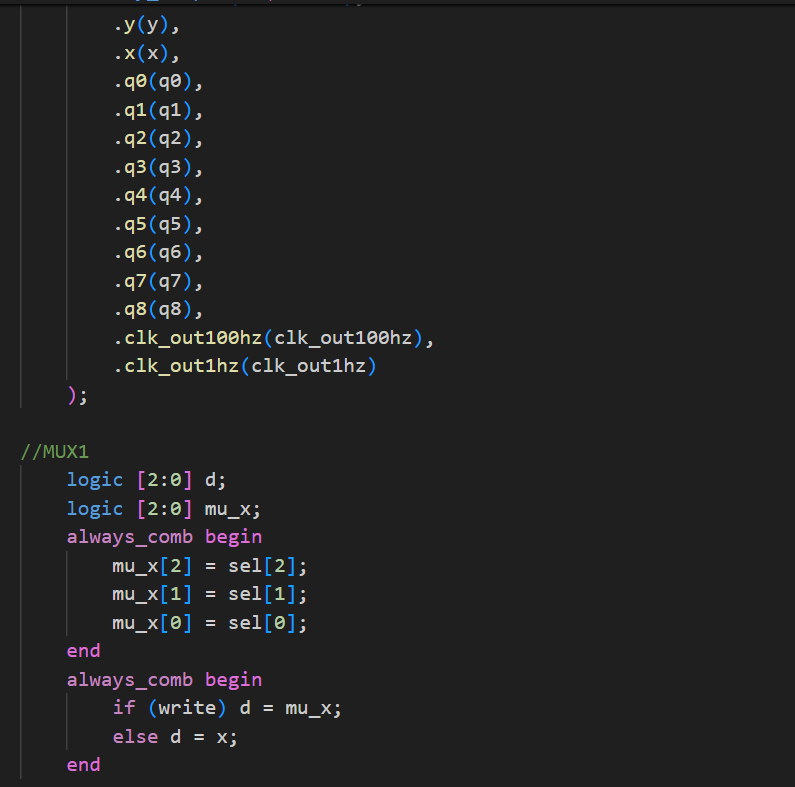 .y(y),
.x(x),
.q0(q0),
.q1(q1),
.q2(q2),
.q3(q3),
.q4(q4),
.q5(q5),
.q6(q6),
.q7(q7),
.q8(q8),
.clk_out100hz(clk_out100hz),
.clk_out1hz(clk_out1hz)
);
//MUX1
logic [2:0] d;
logic [2:0] mu_x;
always_comb begin
mu_x[2] = sel[2];
mu_x[1] = sel[1];
mu_x[0] = sel[0];
end
always_comb begin
if (write) d = mu_x;
else d = x;
end